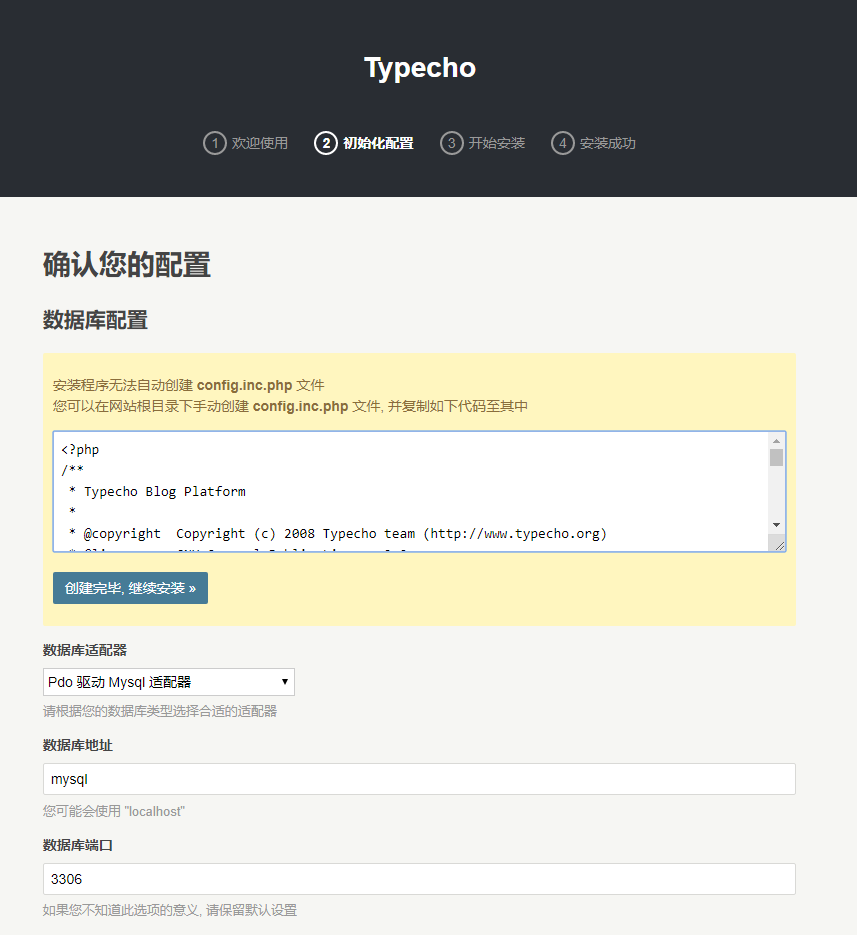 Typecho
1 欢迎使用 2 初始化配置 3 开始安装 4 安装成功
确认您的配置
数据库配置
安装程序无法自动创建 config.inc.php 文件
您可以在网站根目录下手动创建 config.inc.php 文件, 并复制如下代码至其中
<?php
/**
* Typecho Blog Platform
*
* @copyright Copyright (c) 2008 Typecho team (http://www.typecho.org)
创建完毕, 继续安装 »
数据库适配器
Pdo 驱动 Mysql 适配器
请根据您的数据库类型选择合适的适配器
数据库地址
mysql
您可能会使用 "localhost"
数据库端口
3306
如果您不知道此选项的意义, 请保留默认设置